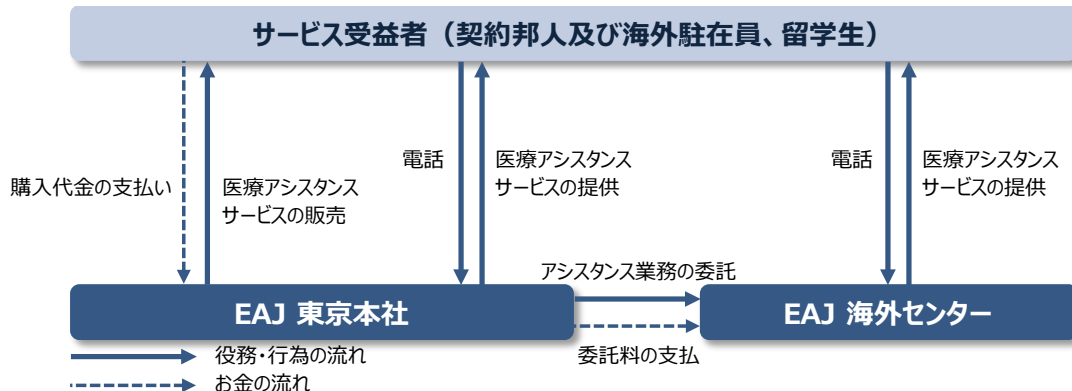 サービス受益者（契約邦人及び海外駐在員、留学生）
購入代金の支払い
医療アシスタンス
サービスの販売
電話
医療アシスタンス
サービスの提供
電話
医療アシスタンス
サービスの提供
アシスタンス業務の委託
EAJ 東京本社
EAJ 海外センター
委託料の支払
役務・行為の流れ
お金の流れ